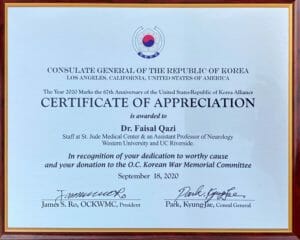 CONSULATE GENERAL OF THE REPUBLIC OF KOREA
LOS ANGELES, CALIFORNIA, UNITED STATES OF AMERICA
The Year 2020 Marks the 67th Anniversary of the United States-Republic of Korea Alliance
CERTIFICATE OF APPRECIATION
is awarded to
Dr. Faisal Qazi
Staff at St. Jude Medical Center & an Assistant Professor of Neurology
Western University and UC Riverside
In recognition of your dedication to worthy cause
and your donation to the O.C. Korean War Memorial Committee
September 18, 2020
Park, KyungJae
James S. Ro, OCKWMC, President Park, KyungJae, Consul General